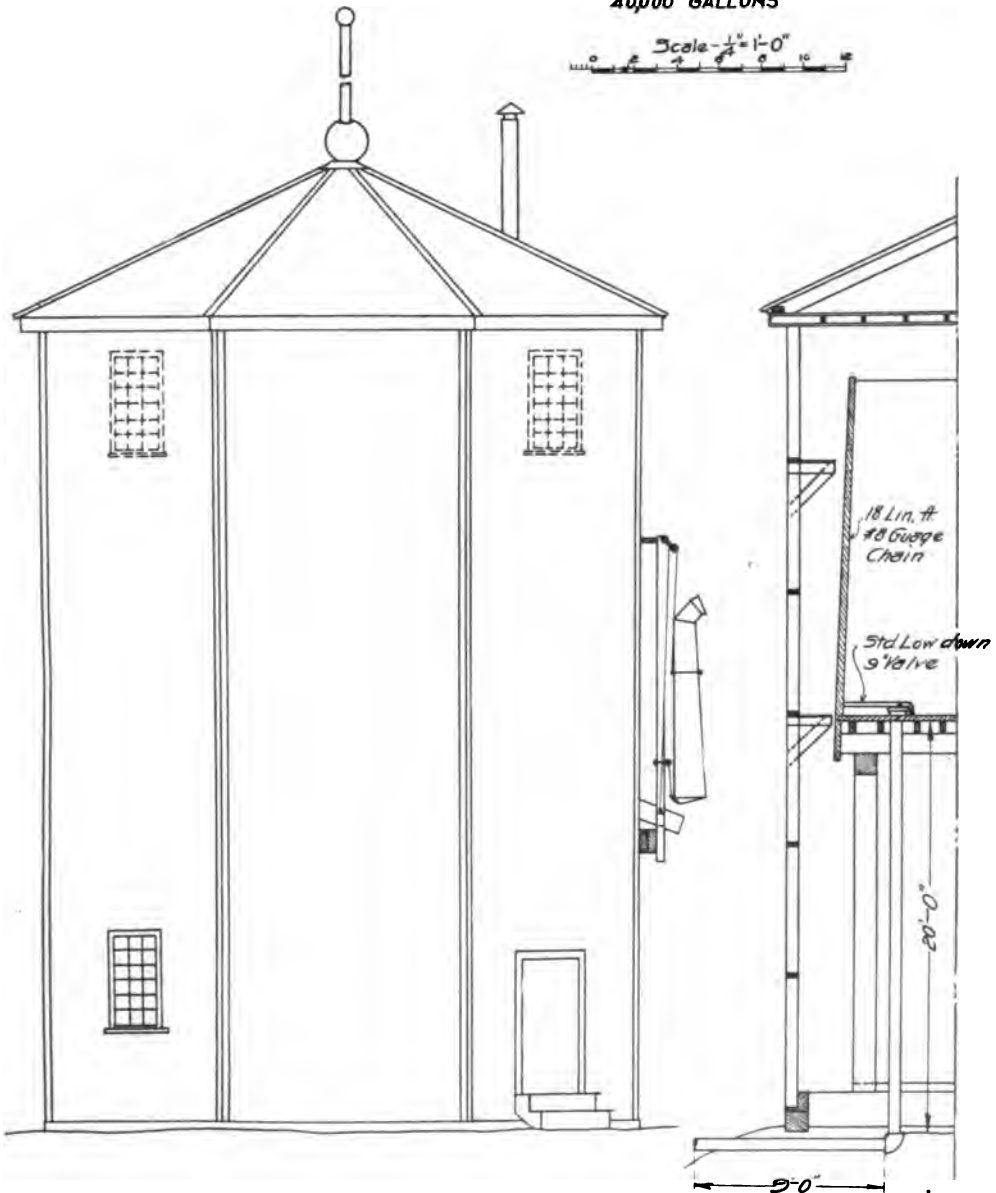 40,000 GALLONS
Scale - 1/4" = 1'-0"
0 2 4 6 8 10 12
18 Lin. ft.
#8 Guage
Chain
Std. Low down
9" Valve
20'-0"
9'-0"